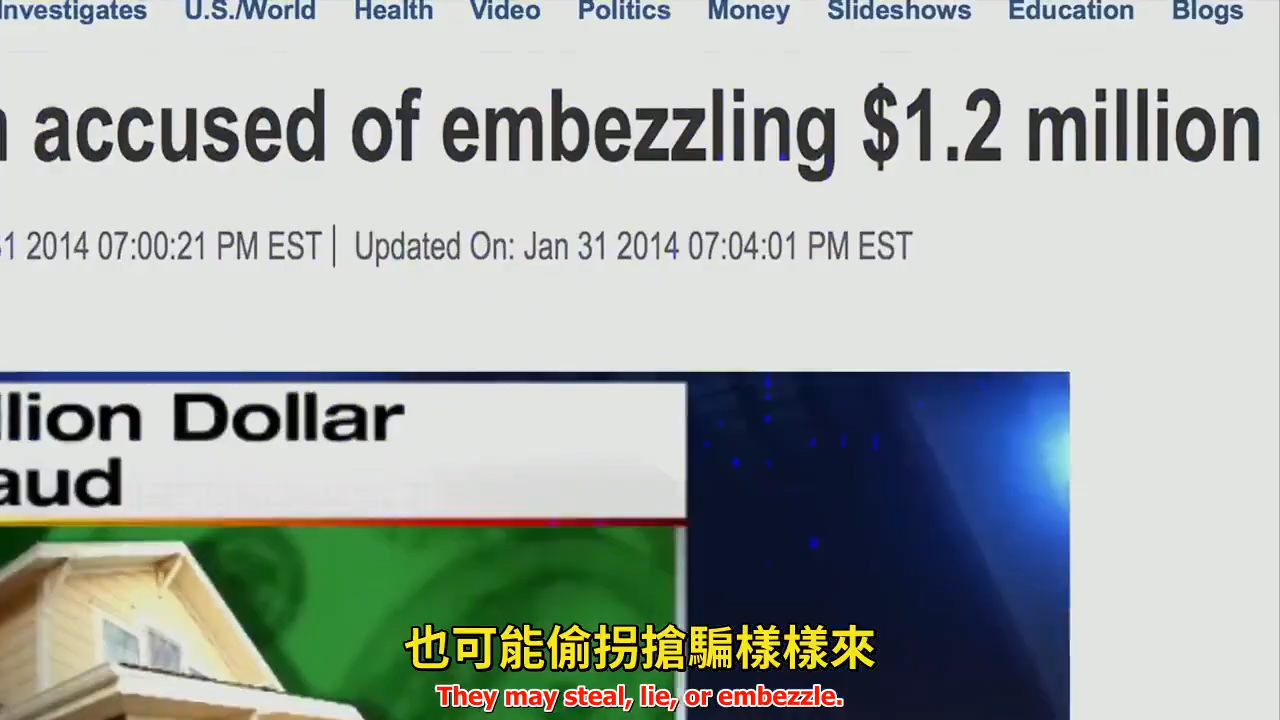 Investigates U.S./World Health Video Politics Money Slideshows Education Blogs
accused of embezzling $1.2 million
31 2014 07:00:21 PM EST | Updated On: Jan 31 2014 07:04:01 PM EST
llion Dollar
aud
也可能偷拐搶騙樣樣來
They may steal, lie, or embezzle.